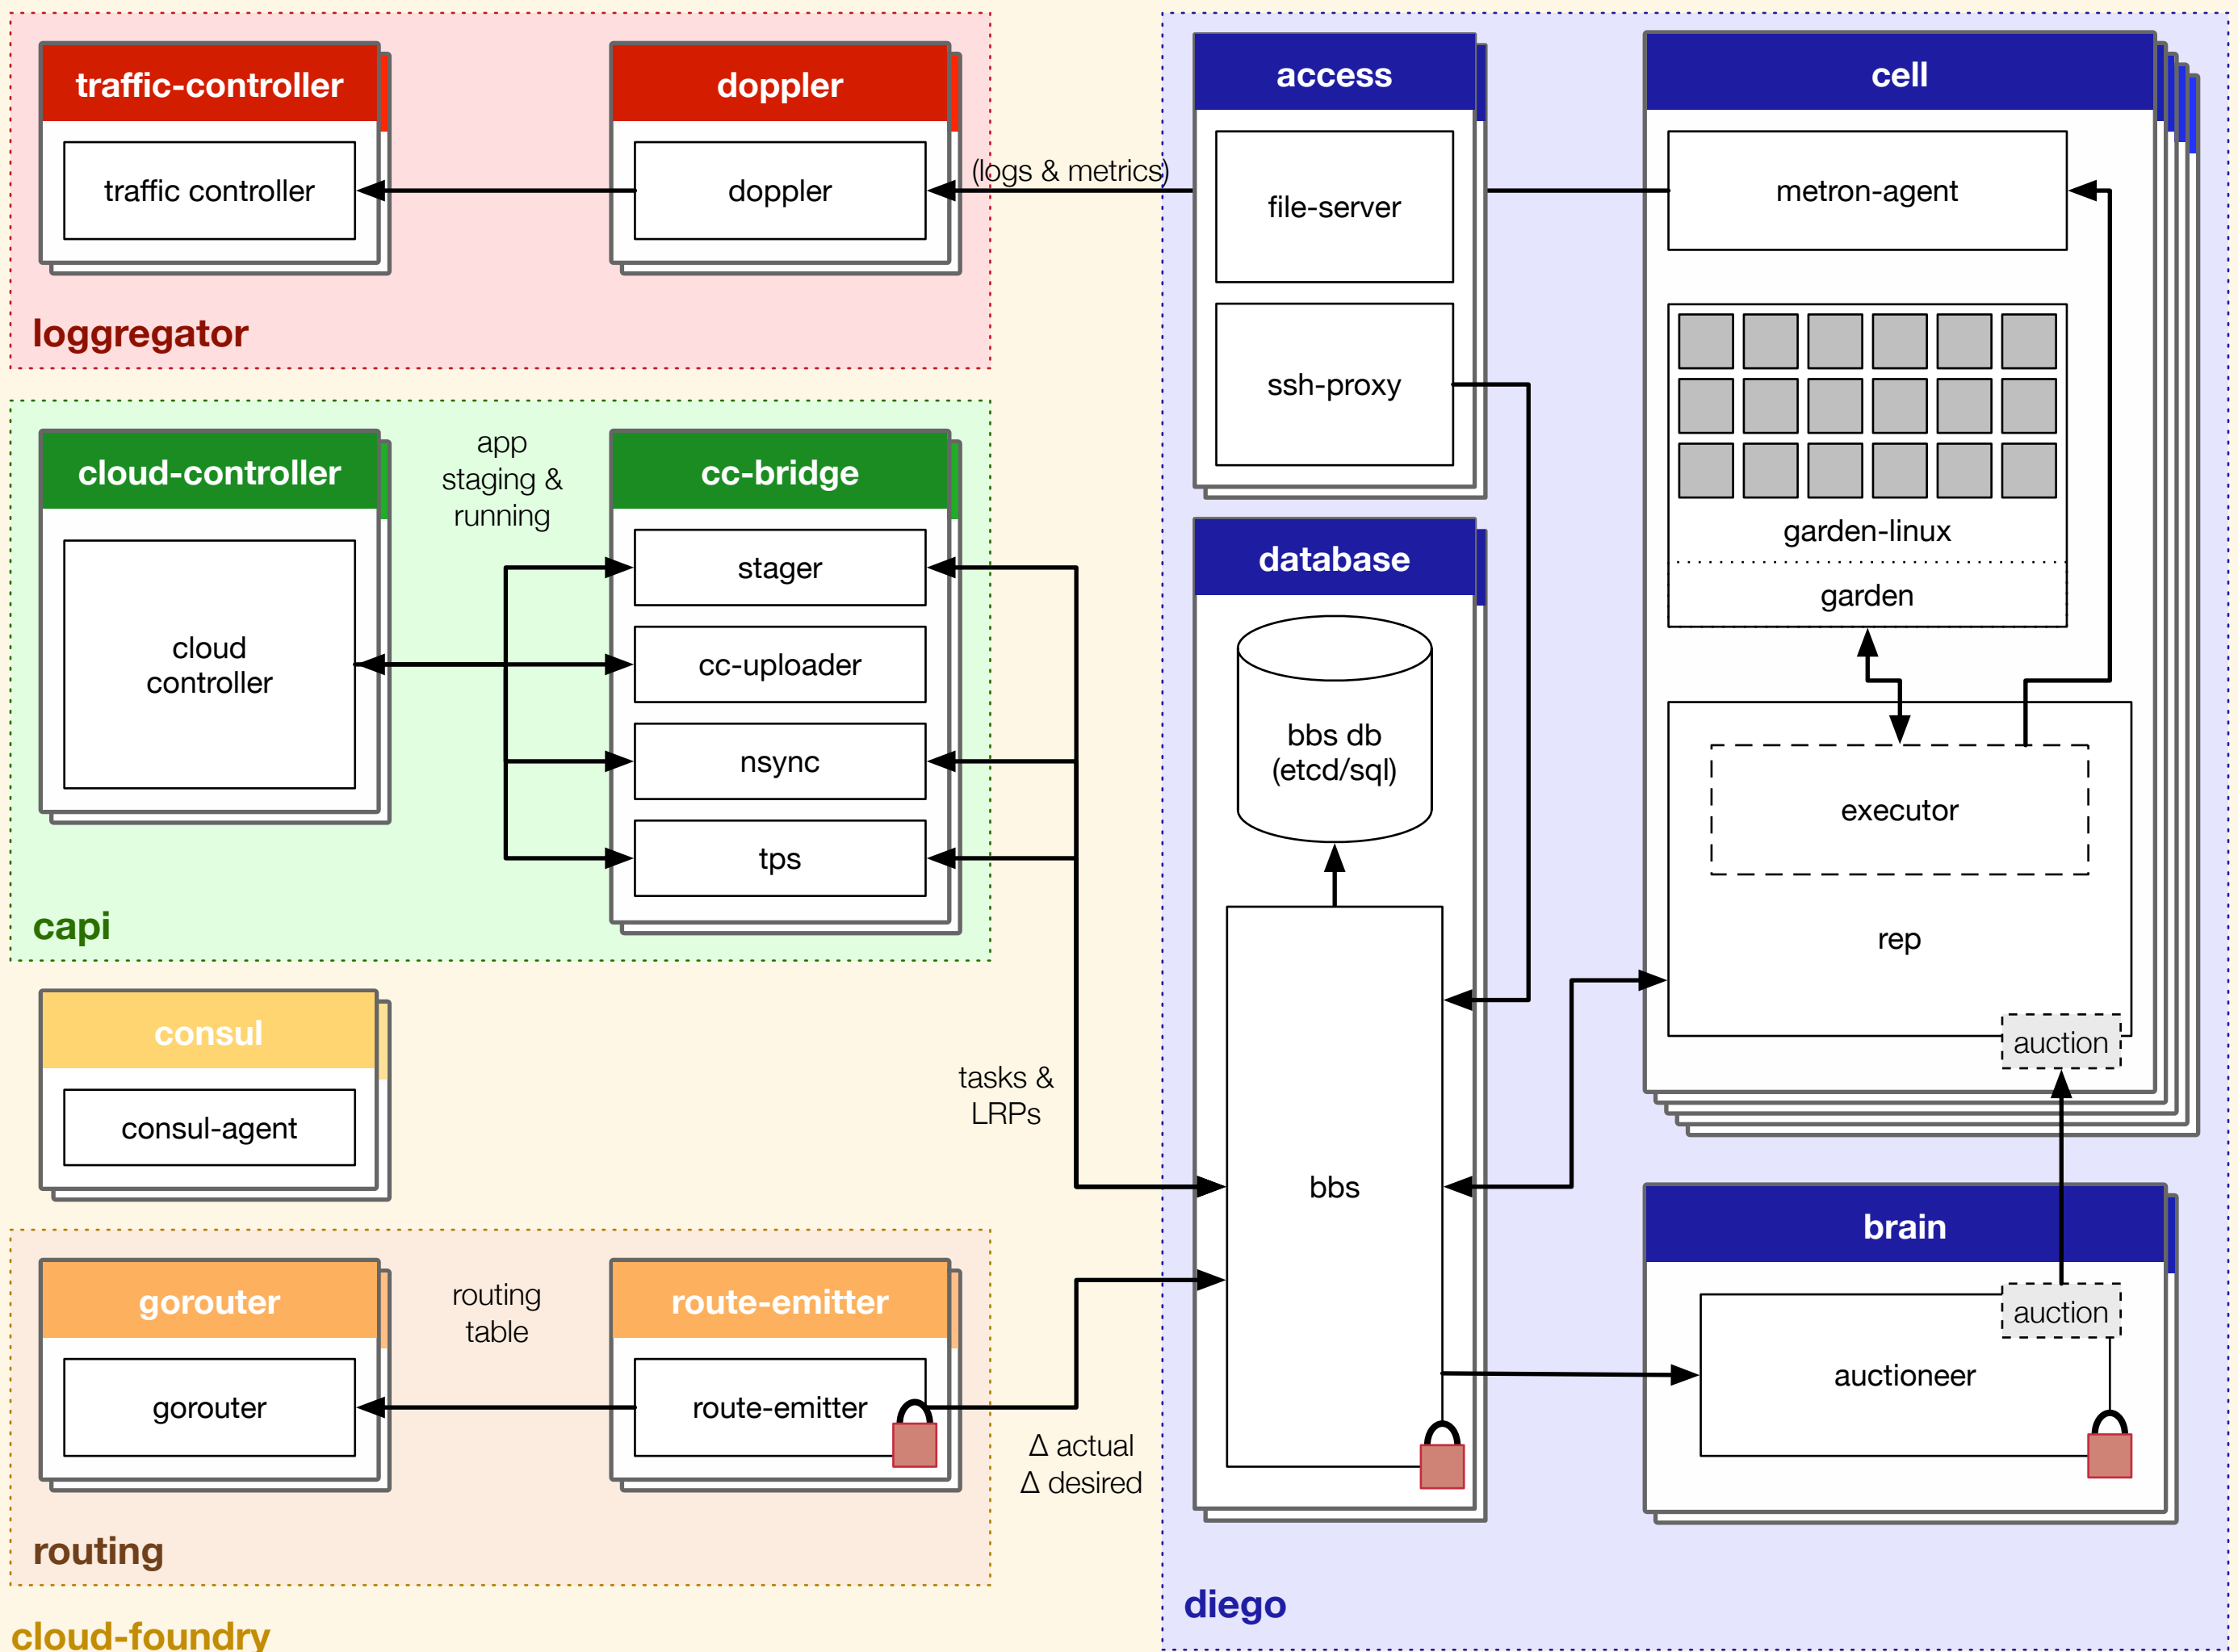 traffic-controller
traffic controller
doppler
doppler
(logs & metrics)
loggregator
cloud-controller
cloud
controller
app
staging &
running
cc-bridge
stager
cc-uploader
nsync
tps
capi
consul
consul-agent
tasks &
LRPs
gorouter
gorouter
routing
table
route-emitter
route-emitter
Δ actual
Δ desired
routing
cloud-foundry
access
file-server
ssh-proxy
database
bbs db
(etcd/sql)
bbs
cell
metron-agent
garden-linux
garden
executor
rep
auction
brain
auction
auctioneer
diego